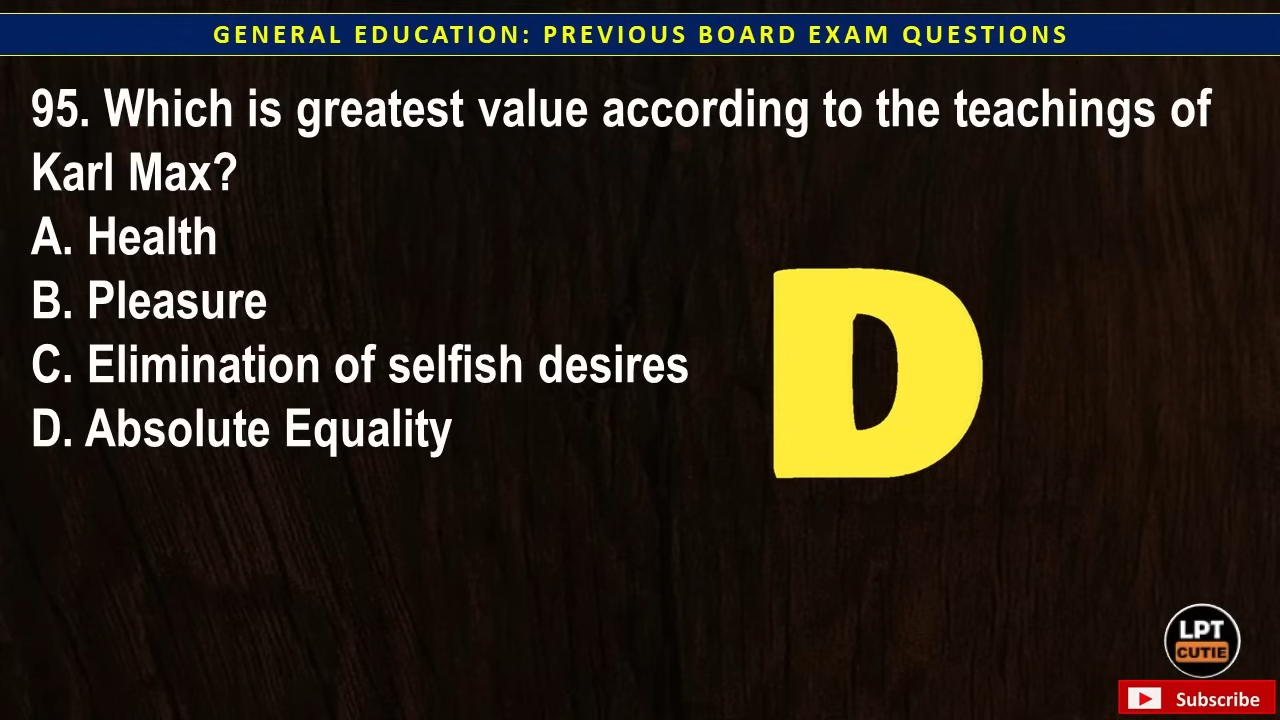 GENERAL EDUCATION: PREVIOUS BOARD EXAM QUESTIONS
95. Which is greatest value according to the teachings of
Karl Max?
A. Health
B. Pleasure
C. Elimination of selfish desires
D. Absolute Equality
D
LPT
CUTIE
Subscribe